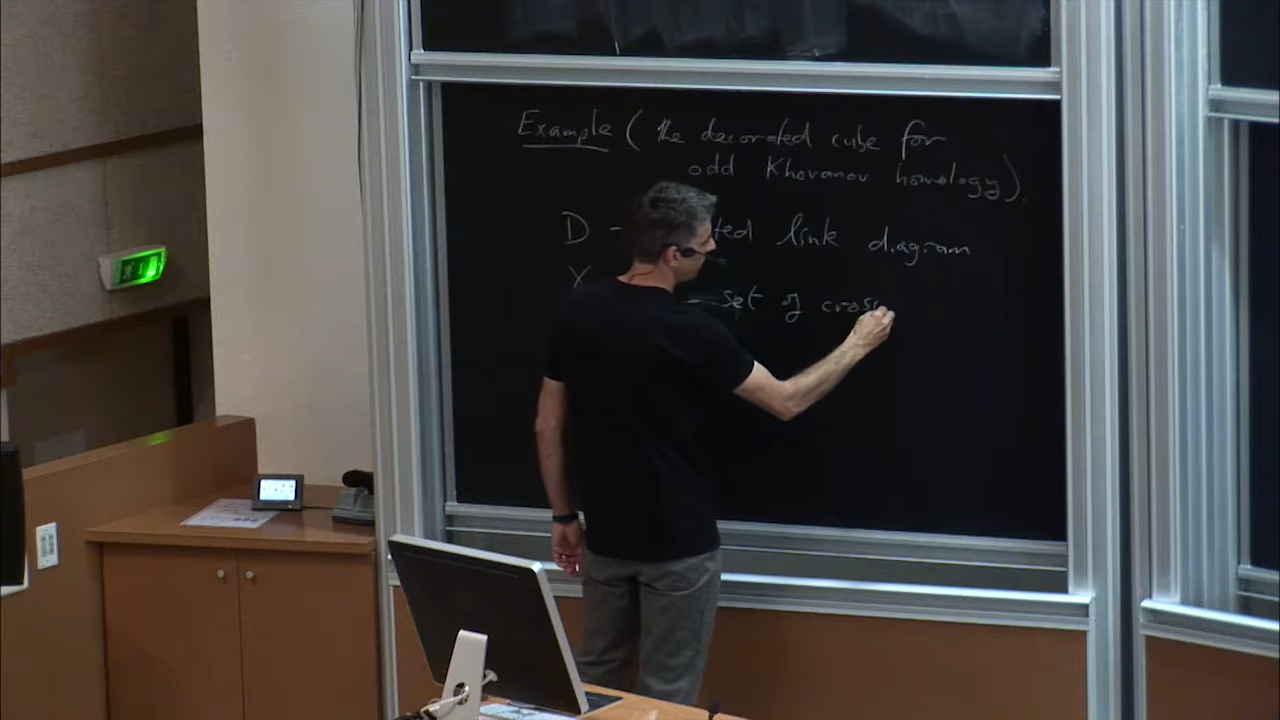 Example ( the decorated cube for
odd Khovanov homology).
D – ted link diagram
X – set of cross